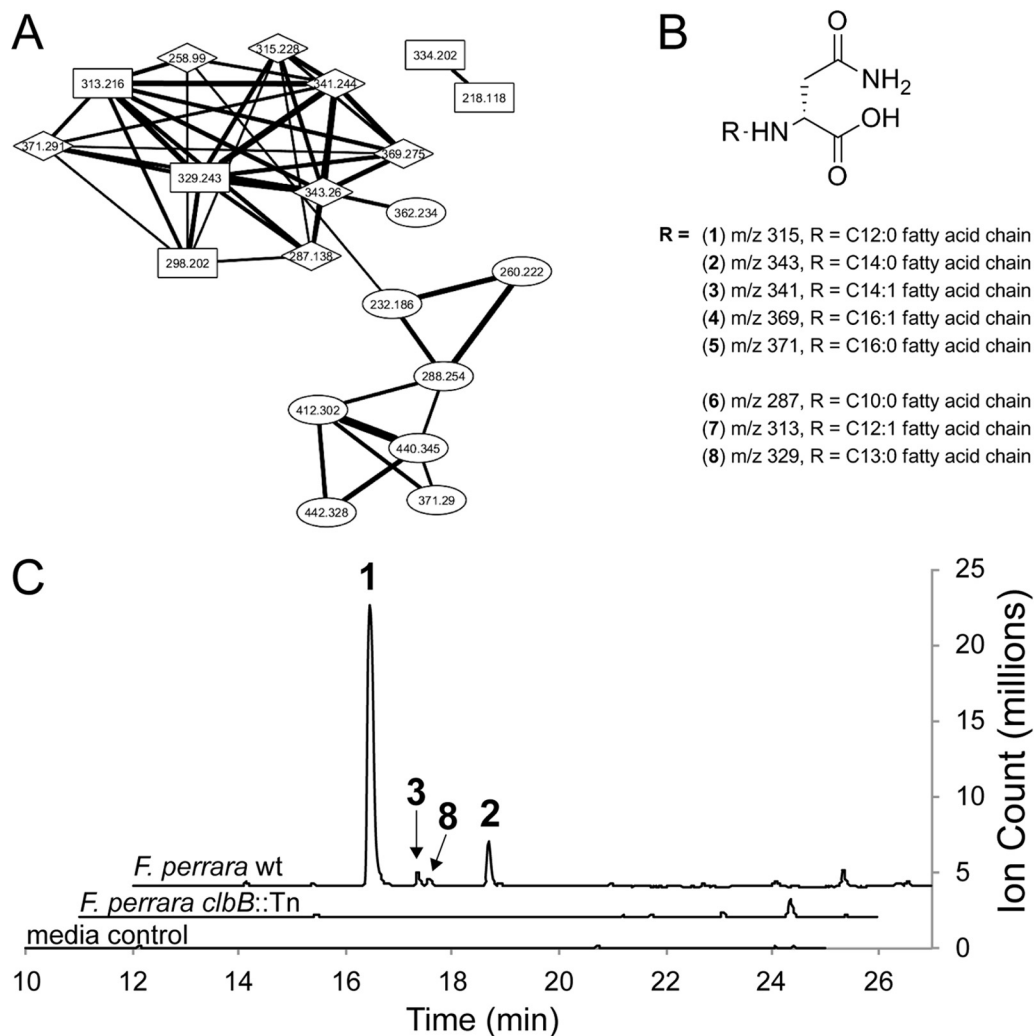 A
258.99
315.228
313.216
341.244
371.291
369.275
329.243
343.26
362.234
298.202
287.138
334.202
218.118
232.186
260.222
288.254
412.302
440.345
442.328
371.29
B
O
NH2
R-HN
OH
O
R = (1) m/z 315, R = C12:0 fatty acid chain
(2) m/z 343, R = C14:0 fatty acid chain
(3) m/z 341, R = C14:1 fatty acid chain
(4) m/z 369, R = C16:1 fatty acid chain
(5) m/z 371, R = C16:0 fatty acid chain
(6) m/z 287, R = C10:0 fatty acid chain
(7) m/z 313, R = C12:1 fatty acid chain
(8) m/z 329, R = C13:0 fatty acid chain
C
1
3
8
2
F. perrara wt
F. perrara clbB::Tn
media control
10 12 14 16 18 20 22 24 26
Time (min)
25
20
15
10
5
0
Ion Count (millions)